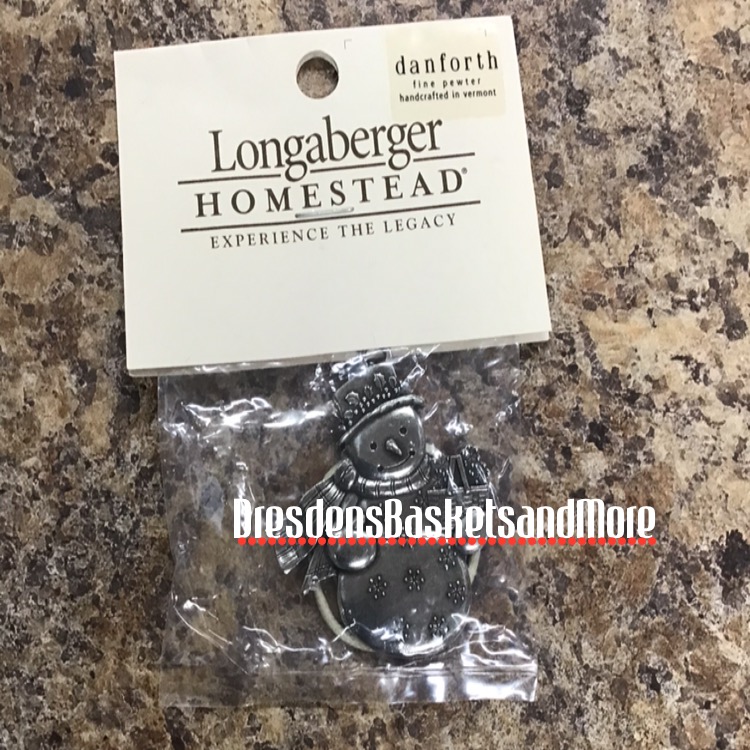 danforth
fine pewter
handcrafted in vermont
Longaberger
HOMESTEAD®
EXPERIENCE THE LEGACY
DresdensBasketsandMore